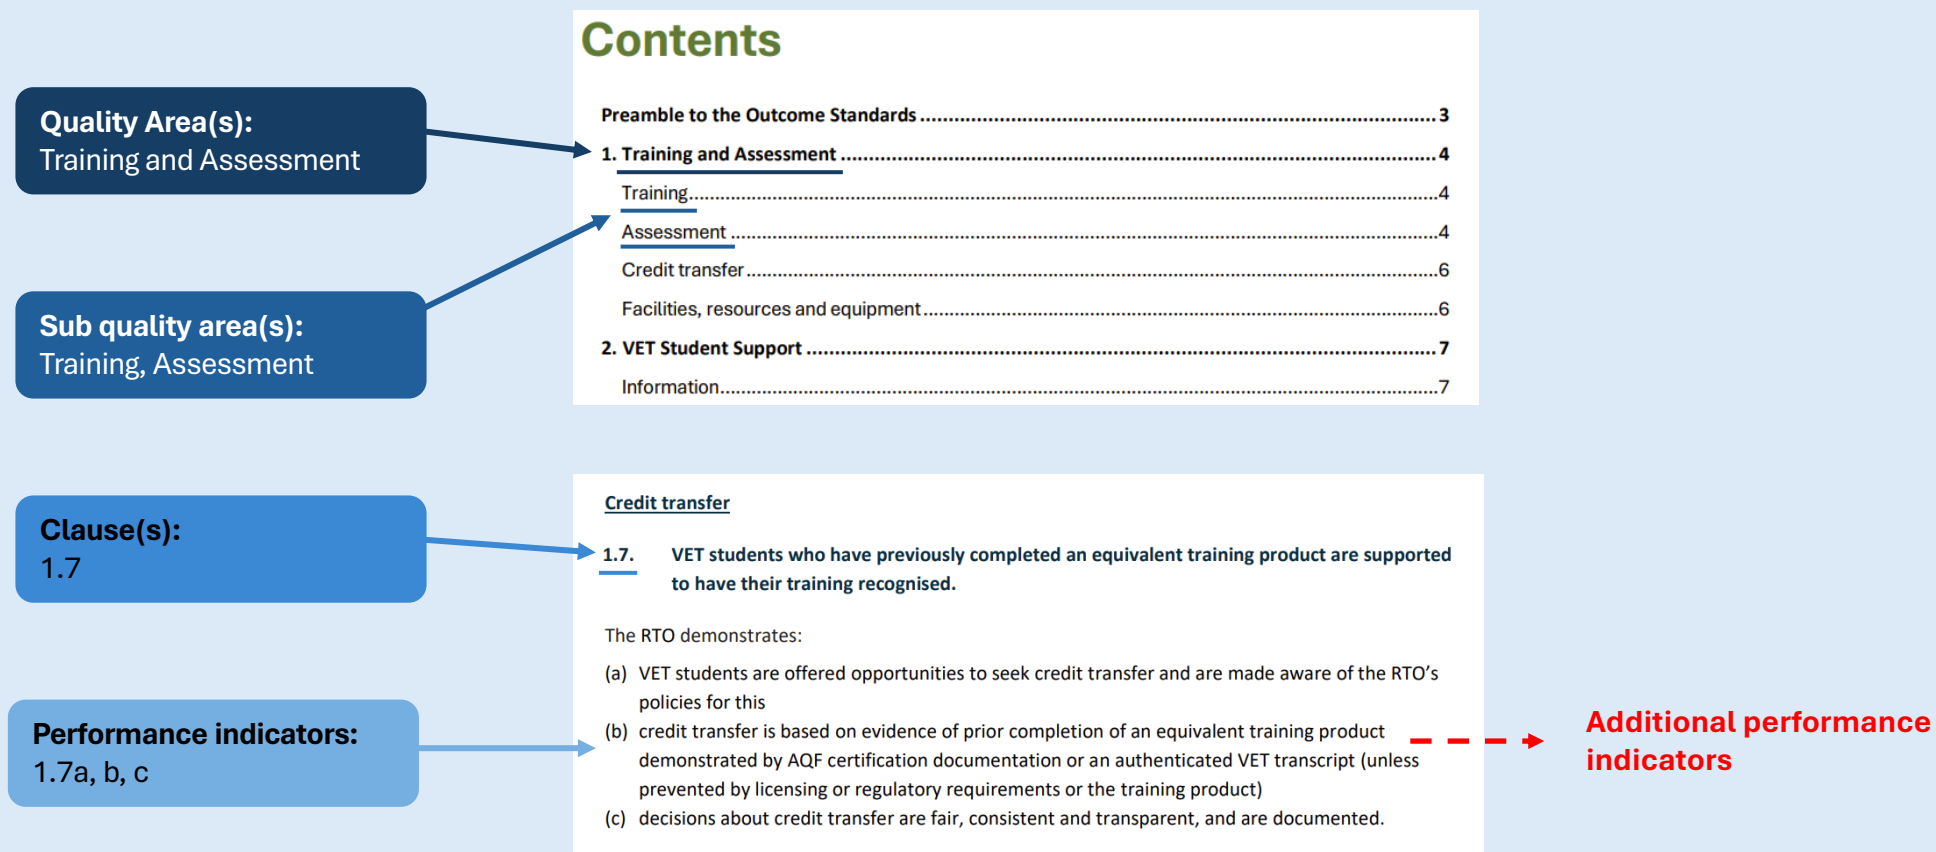 Contents
Quality Area(s):
Training and Assessment
Preamble to the Outcome Standards ........ 3
1. Training and Assessment ........ 4
Training ........ 4
Assessment ........ 4
Credit transfer ........ 6
Facilities, resources and equipment ........ 6
2. VET Student Support ........ 7
Information ........ 7
Sub quality area(s):
Training, Assessment
Clause(s):
1.7
Credit transfer
1.7. VET students who have previously completed an equivalent training product are supported
to have their training recognised.
The RTO demonstrates:
(a) VET students are offered opportunities to seek credit transfer and are made aware of the RTO's
policies for this
(b) credit transfer is based on evidence of prior completion of an equivalent training product
demonstrated by AQF certification documentation or an authenticated VET transcript (unless
prevented by licensing or regulatory requirements or the training product)
(c) decisions about credit transfer are fair, consistent and transparent, and are documented.
Performance indicators:
1.7a, b, c
Additional performance
indicators